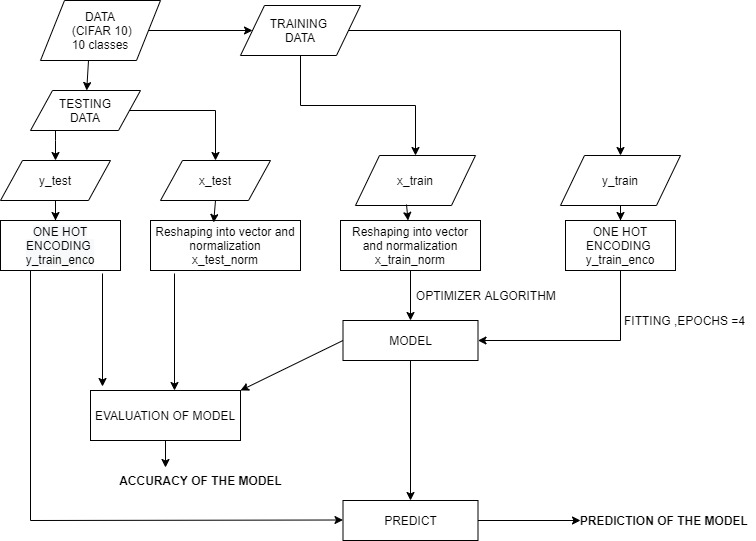 DATA
(CIFAR 10)
10 classes
TRAINING
DATA
TESTING
DATA
y_test
x_test
x_train
y_train
ONE HOT
ENCODING
y_train_enco
Reshaping into vector and
normalization
x_test_norm
Reshaping into vector
and normalization
x_train_norm
ONE HOT
ENCODING
y_train_enco
OPTIMIZER ALGORITHM
FITTING ,EPOCHS =4
MODEL
EVALUATION OF MODEL
ACCURACY OF THE MODEL
PREDICT
PREDICTION OF THE MODEL